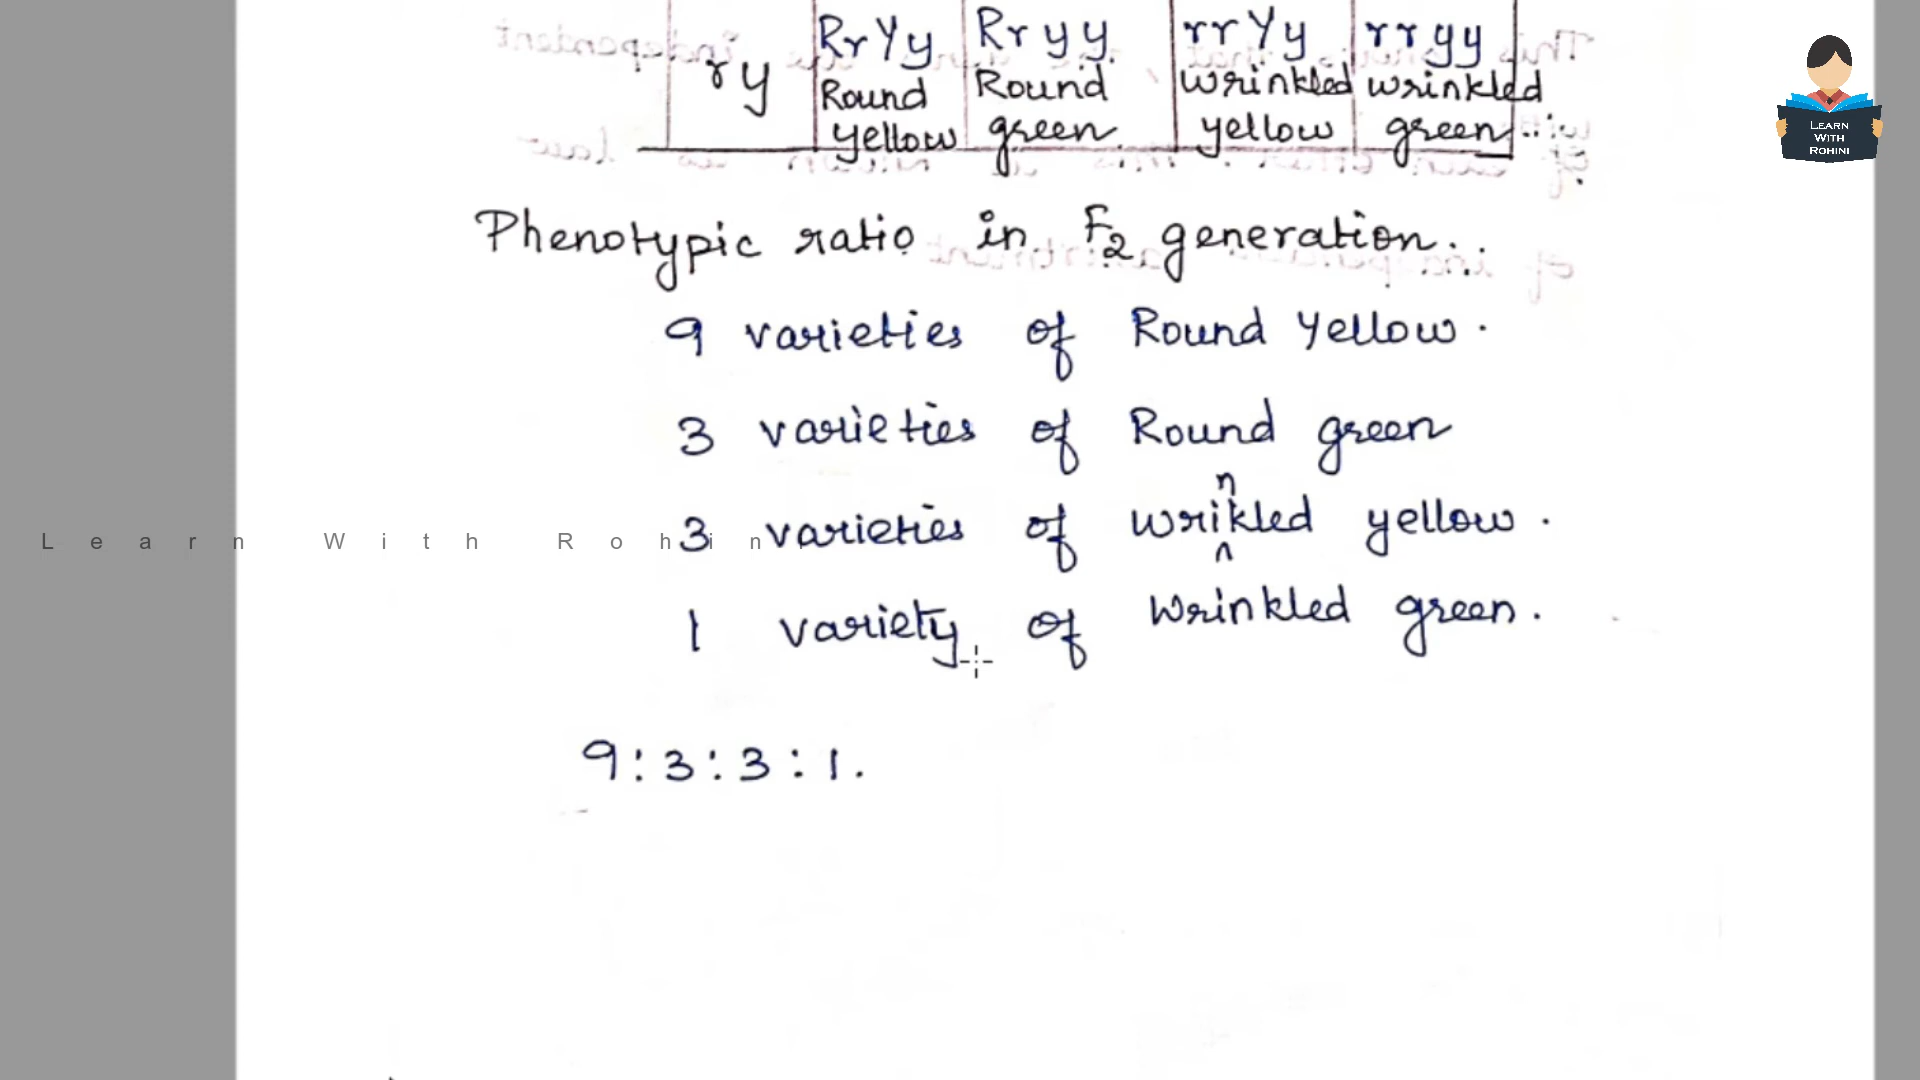 RrYy Rryy rrYy rryy
ry
Round Round wrinkled wrinkled
yellow green yellow green
Phenotypic ratio in F2 generation.
9 varieties of Round Yellow.
3 varieties of Round green
3 varieties of wrinkled yellow.
1 variety of wrinkled green.
9:3:3:1.
Learn With Rohin
LEARN
WITH
ROHINI